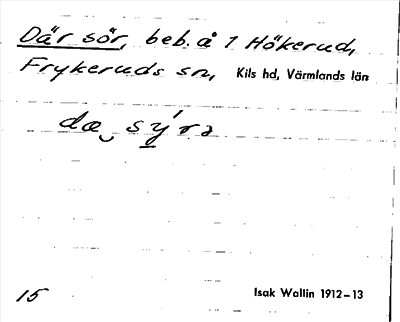 Där sör, beb. å 1 Hökerud,
Frykeruds sn, Kils hd, Värmlands län
dæ‿ sýrə
15 Isak Wallin 1912–13